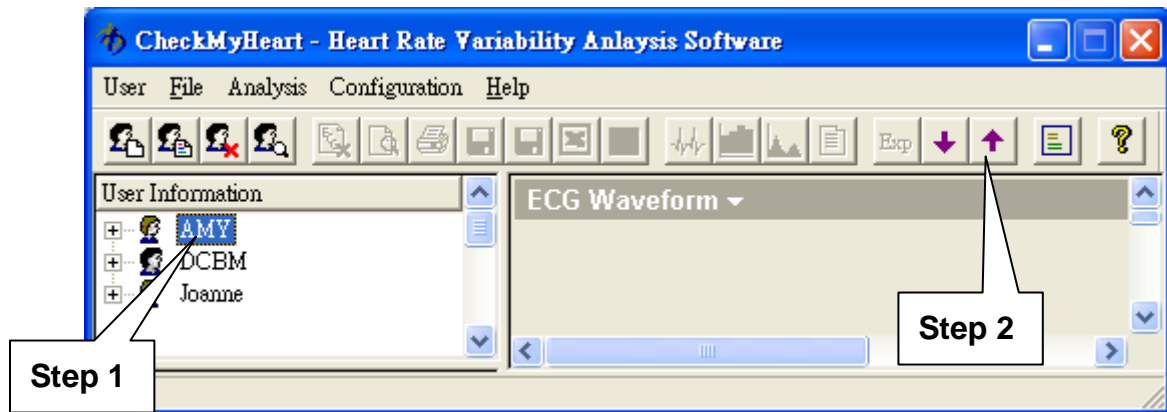 CheckMyHeart - Heart Rate Variability Anlaysis Software
User File Analysis Configuration Help
Exp
User Information
ECG Waveform
AMY
DCBM
Joanne
Step 2
Step 1